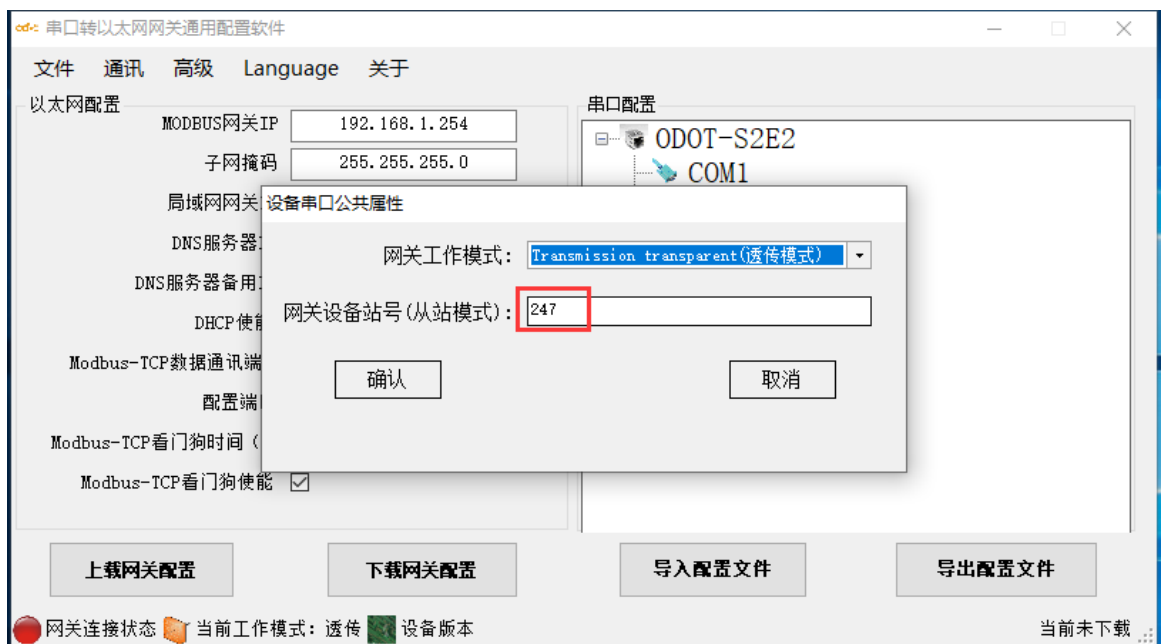 串口转以太网网关通用配置软件
文件 通讯 高级 Language 关于
以太网配置
MODBUS网关IP 192.168.1.254
子网掩码 255.255.255.0
局域网网关
DNS服务器
DNS服务器备用
DHCP使能
Modbus-TCP数据通讯端
配置端
Modbus-TCP看门狗时间（
Modbus-TCP看门狗使能
串口配置
ODOT-S2E2
COM1
设备串口公共属性
网关工作模式: Transmission transparent(透传模式)
网关设备站号(从站模式): 247
确认 取消
上载网关配置 下载网关配置 导入配置文件 导出配置文件
网关连接状态 当前工作模式: 透传 设备版本 当前未下载